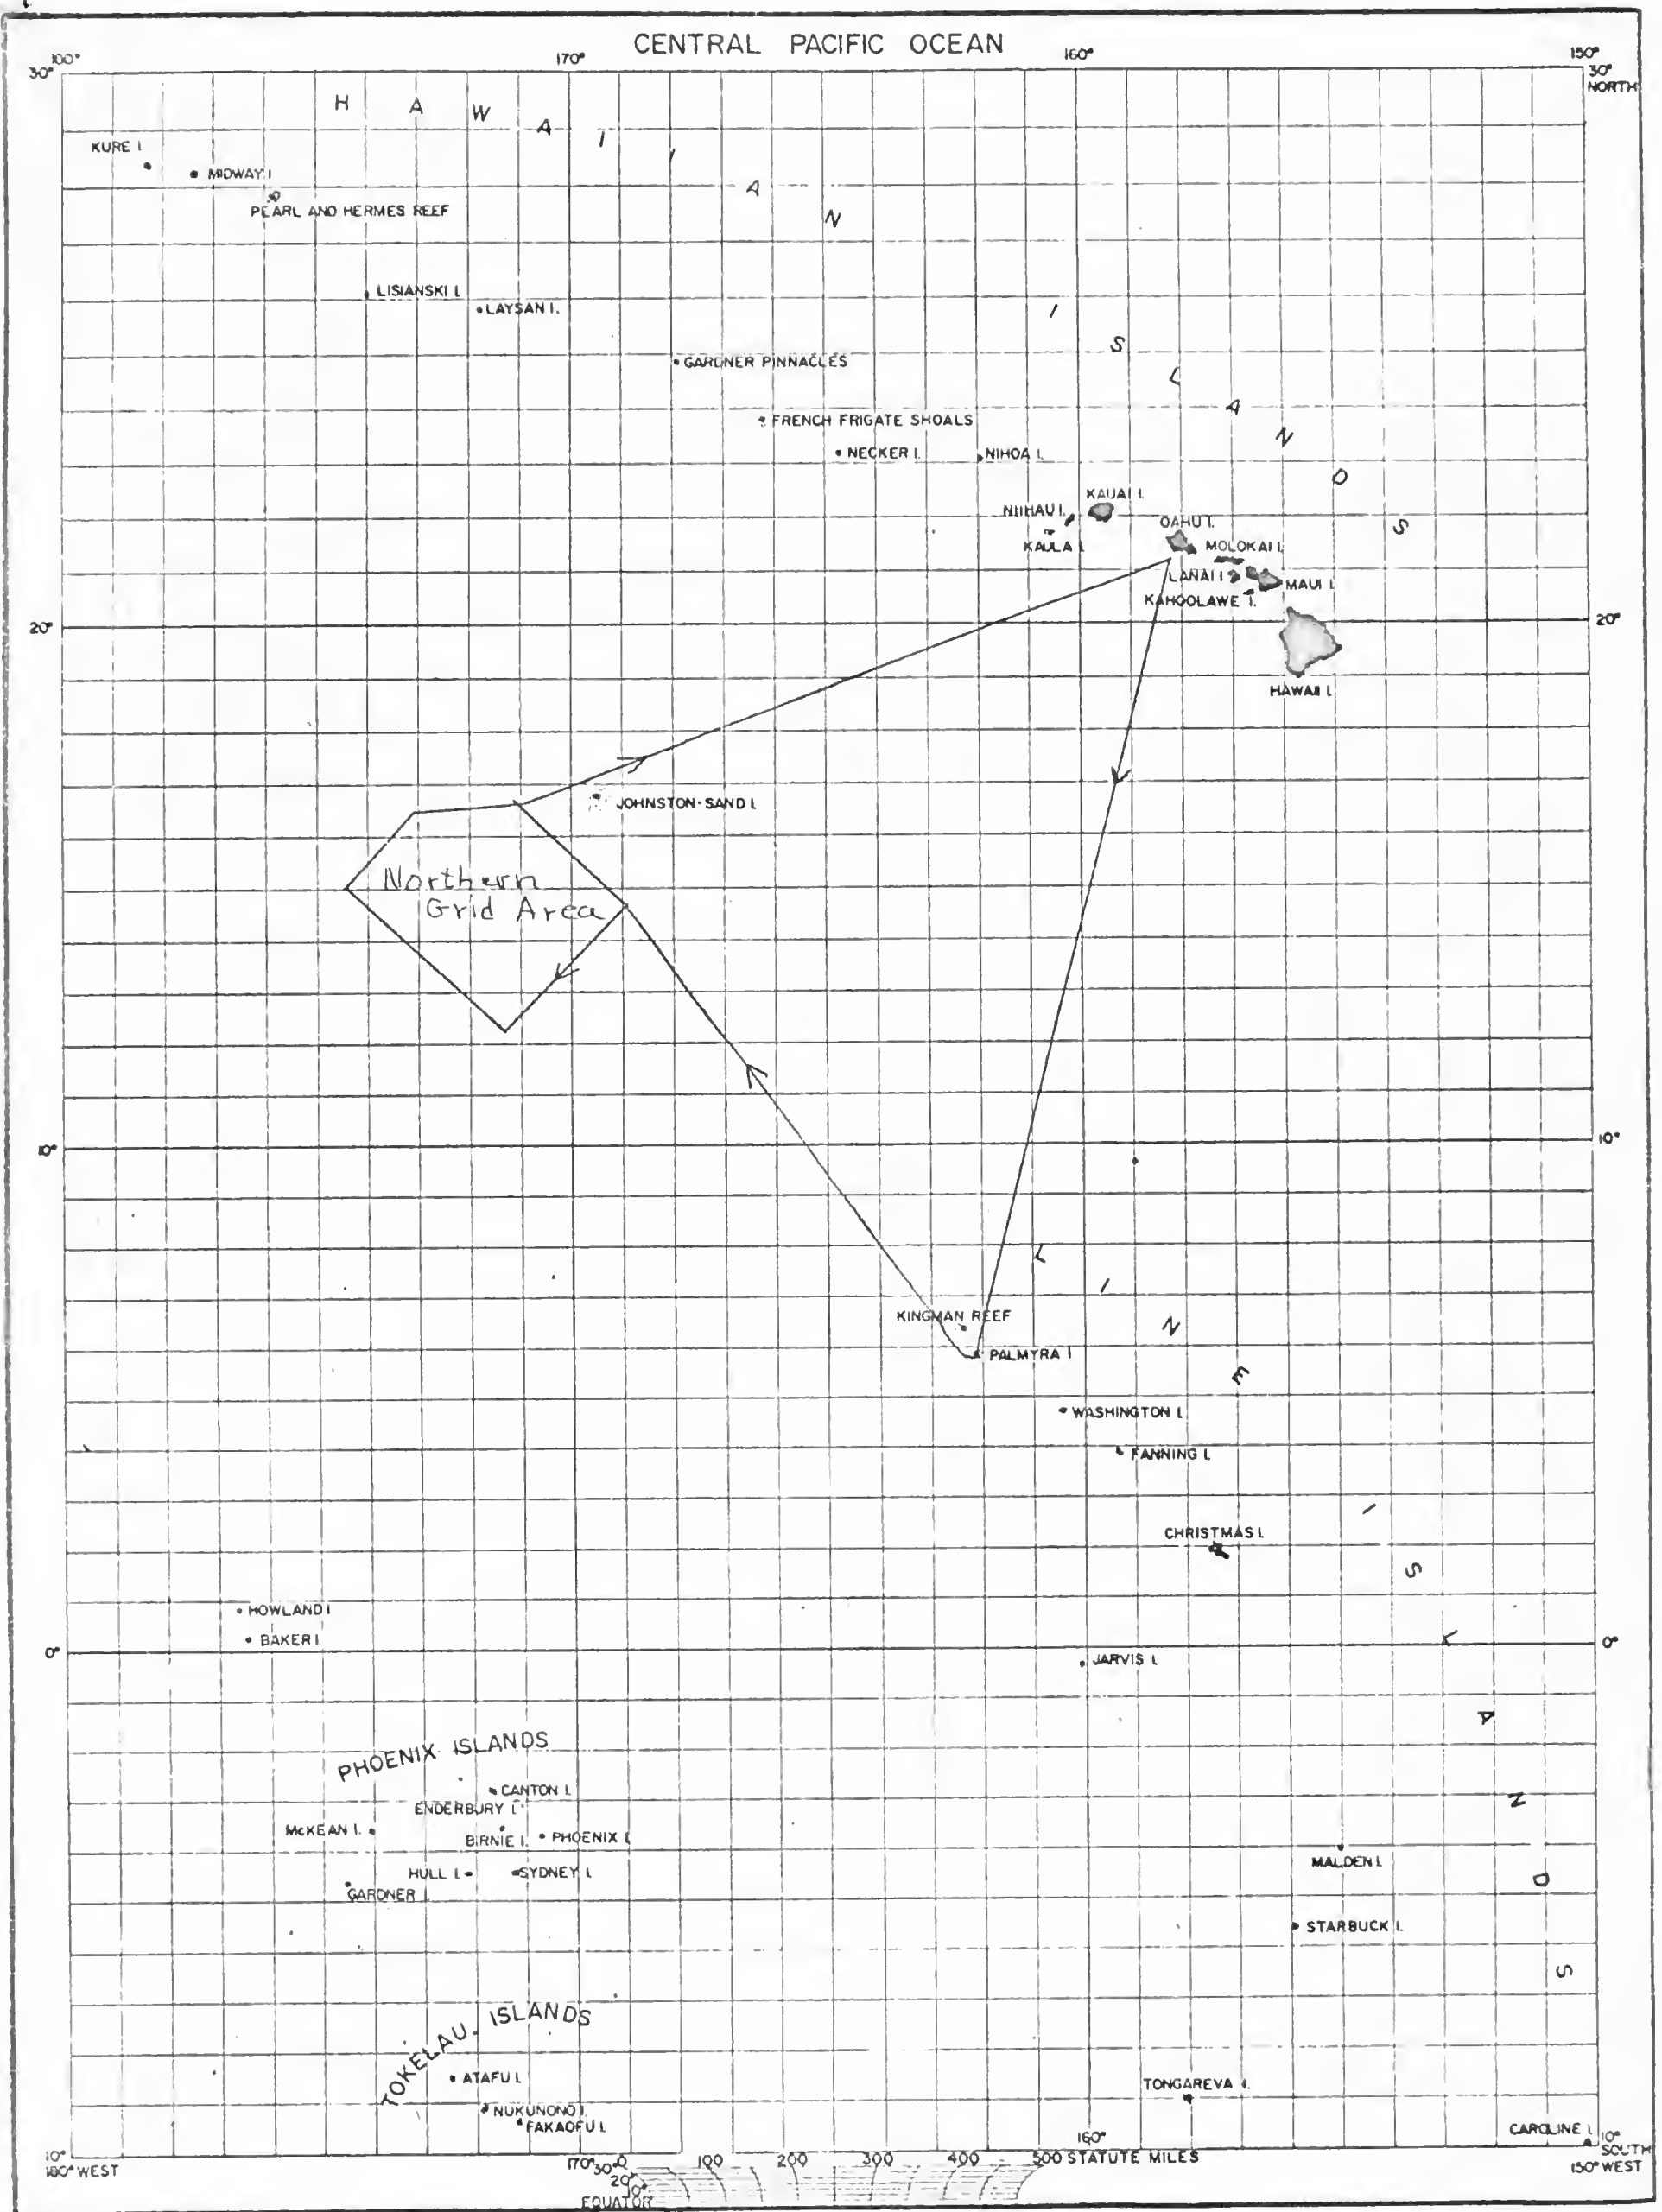 CENTRAL PACIFIC OCEAN
100° 170° 160° 150°
30° 30°
NORTH
H A W A I I A N I S L A N D S
KURE I
MIDWAY I
PEARL AND HERMES REEF
LISIANSKI I.
LAYSAN I.
GARDNER PINNACLES
FRENCH FRIGATE SHOALS
NECKER I.
NIHOA I.
KAUAI I.
NIIHAU I.
OAHU I.
KAULA I.
MOLOKAI I.
LANAI I.
MAUI I.
KAHOOLAWE I.
20° 20°
HAWAII I.
JOHNSTON-SAND I.
Northern
Grid Area
10° 10°
L I N E I S L A N D S
KINGMAN REEF
PALMYRA I
WASHINGTON I.
FANNING I.
CHRISTMAS I.
HOWLAND I
BAKER I.
0° 0°
JARVIS I.
PHOENIX ISLANDS
CANTON I.
ENDERBURY I.
McKEAN I.
BIRNIE I.
PHOENIX I.
HULL I.
SYDNEY I.
GARDNER I.
MALDEN I.
STARBUCK I.
TOKELAU ISLANDS
ATAFU I.
NUKUNONO I.
FAKAOFU I.
TONGAREVA I.
CAROLINE I.
10° 10°
SOUTH
180° WEST 170° 160° 150° WEST
30° 100 200 300 400 500 STATUTE MILES
20°
10°
EQUATOR